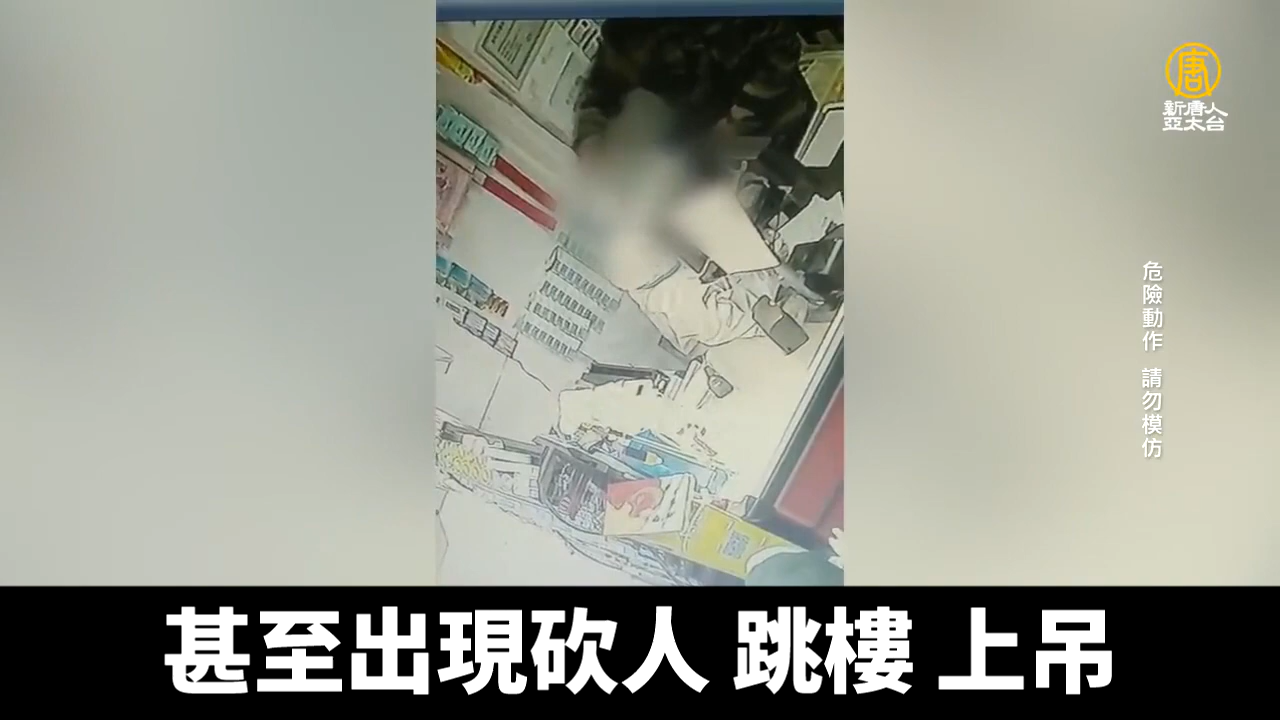 新唐人
亞太台
危險動作 請勿模仿
甚至出現砍人 跳樓 上吊